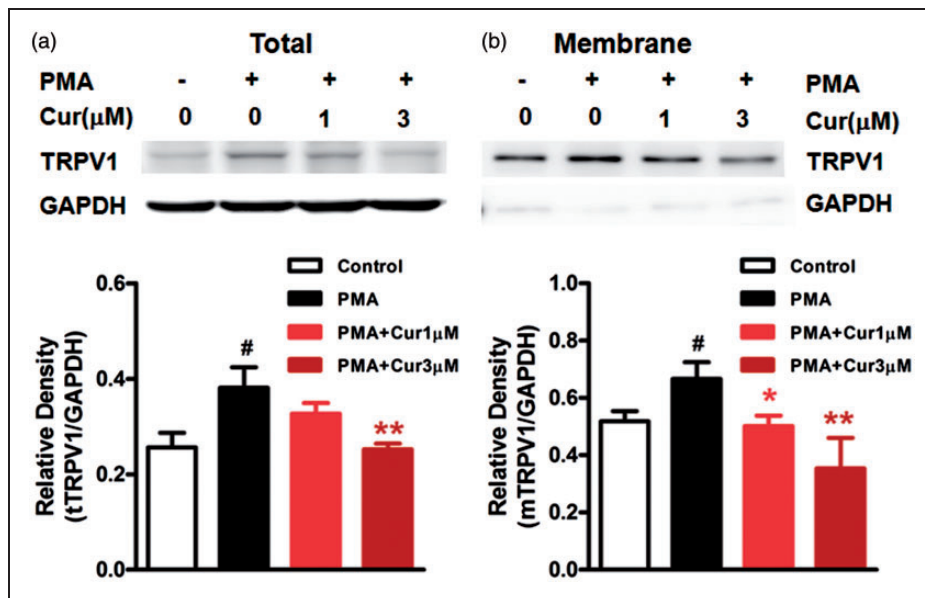 (a) Total
PMA - + + +
Cur(μM) 0 0 1 3
TRPV1
GAPDH
0.6
0.4
0.2
0.0
Relative Density
(tTRPV1/GAPDH)
#
**
Control
PMA
PMA+Cur1μM
PMA+Cur3μM
(b) Membrane
- + + + PMA
0 0 1 3 Cur(μM)
TRPV1
GAPDH
1.0
0.8
0.6
0.4
0.2
0.0
Relative Density
(mTRPV1/GAPDH)
#
*
**
Control
PMA
PMA+Cur1μM
PMA+Cur3μM